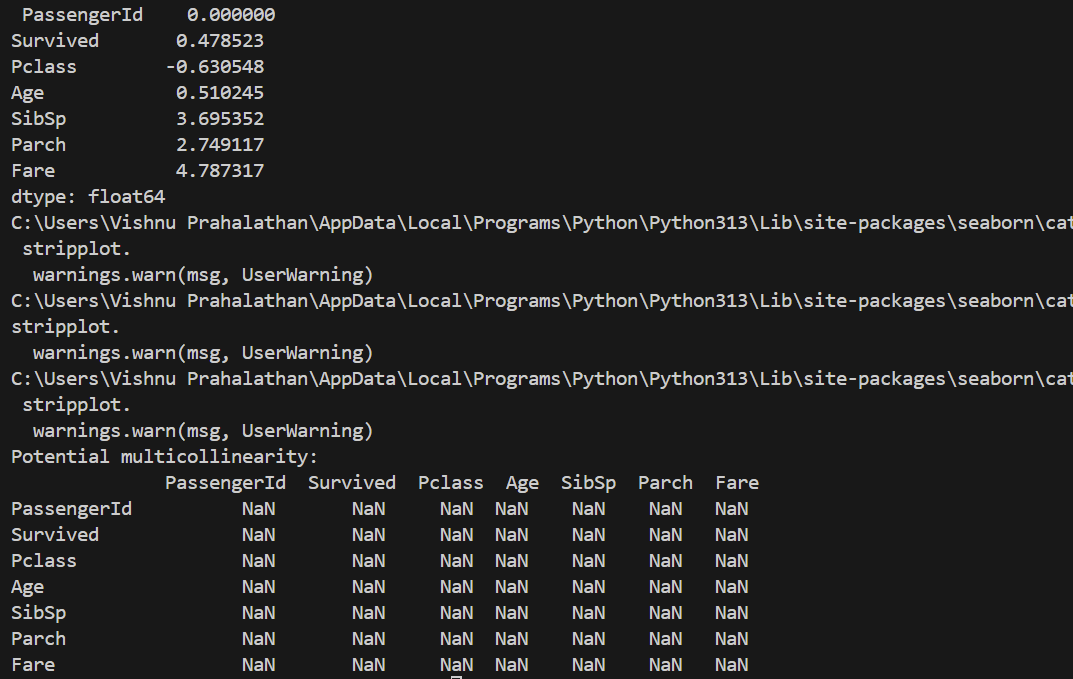 PassengerId    0.000000
Survived       0.478523
Pclass        -0.630548
Age            0.510245
SibSp          3.695352
Parch          2.749117
Fare           4.787317
dtype: float64
C:\Users\Vishnu Prahalathan\AppData\Local\Programs\Python\Python313\Lib\site-packages\seaborn\cat
stripplot.
warnings.warn(msg, UserWarning)
C:\Users\Vishnu Prahalathan\AppData\Local\Programs\Python\Python313\Lib\site-packages\seaborn\cat
stripplot.
warnings.warn(msg, UserWarning)
C:\Users\Vishnu Prahalathan\AppData\Local\Programs\Python\Python313\Lib\site-packages\seaborn\cat
stripplot.
warnings.warn(msg, UserWarning)
Potential multicollinearity:
              PassengerId  Survived  Pclass  Age  SibSp  Parch  Fare
PassengerId          NaN       NaN     NaN  NaN    NaN    NaN   NaN
Survived             NaN       NaN     NaN  NaN    NaN    NaN   NaN
Pclass               NaN       NaN     NaN  NaN    NaN    NaN   NaN
Age                  NaN       NaN     NaN  NaN    NaN    NaN   NaN
SibSp                NaN       NaN     NaN  NaN    NaN    NaN   NaN
Parch                NaN       NaN     NaN  NaN    NaN    NaN   NaN
Fare                 NaN       NaN     NaN  NaN    NaN    NaN   NaN